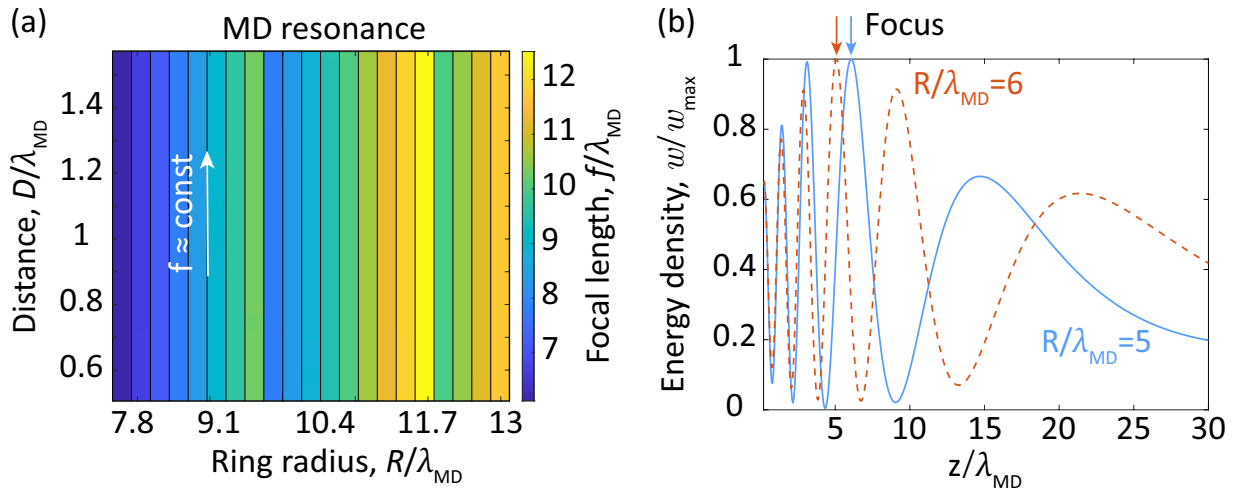 (a)
MD resonance
Distance, D/λMD
1.4
1.2
1
0.8
0.6
f ≈ const
7.8 9.1 10.4 11.7 13
Ring radius, R/λMD
12
11
10
9
8
7
Focal length, f/λMD
(b)
Focus
Energy density, w/wmax
1
0.8
0.6
0.4
0.2
0
R/λMD=6
R/λMD=5
5 10 15 20 25 30
z/λMD